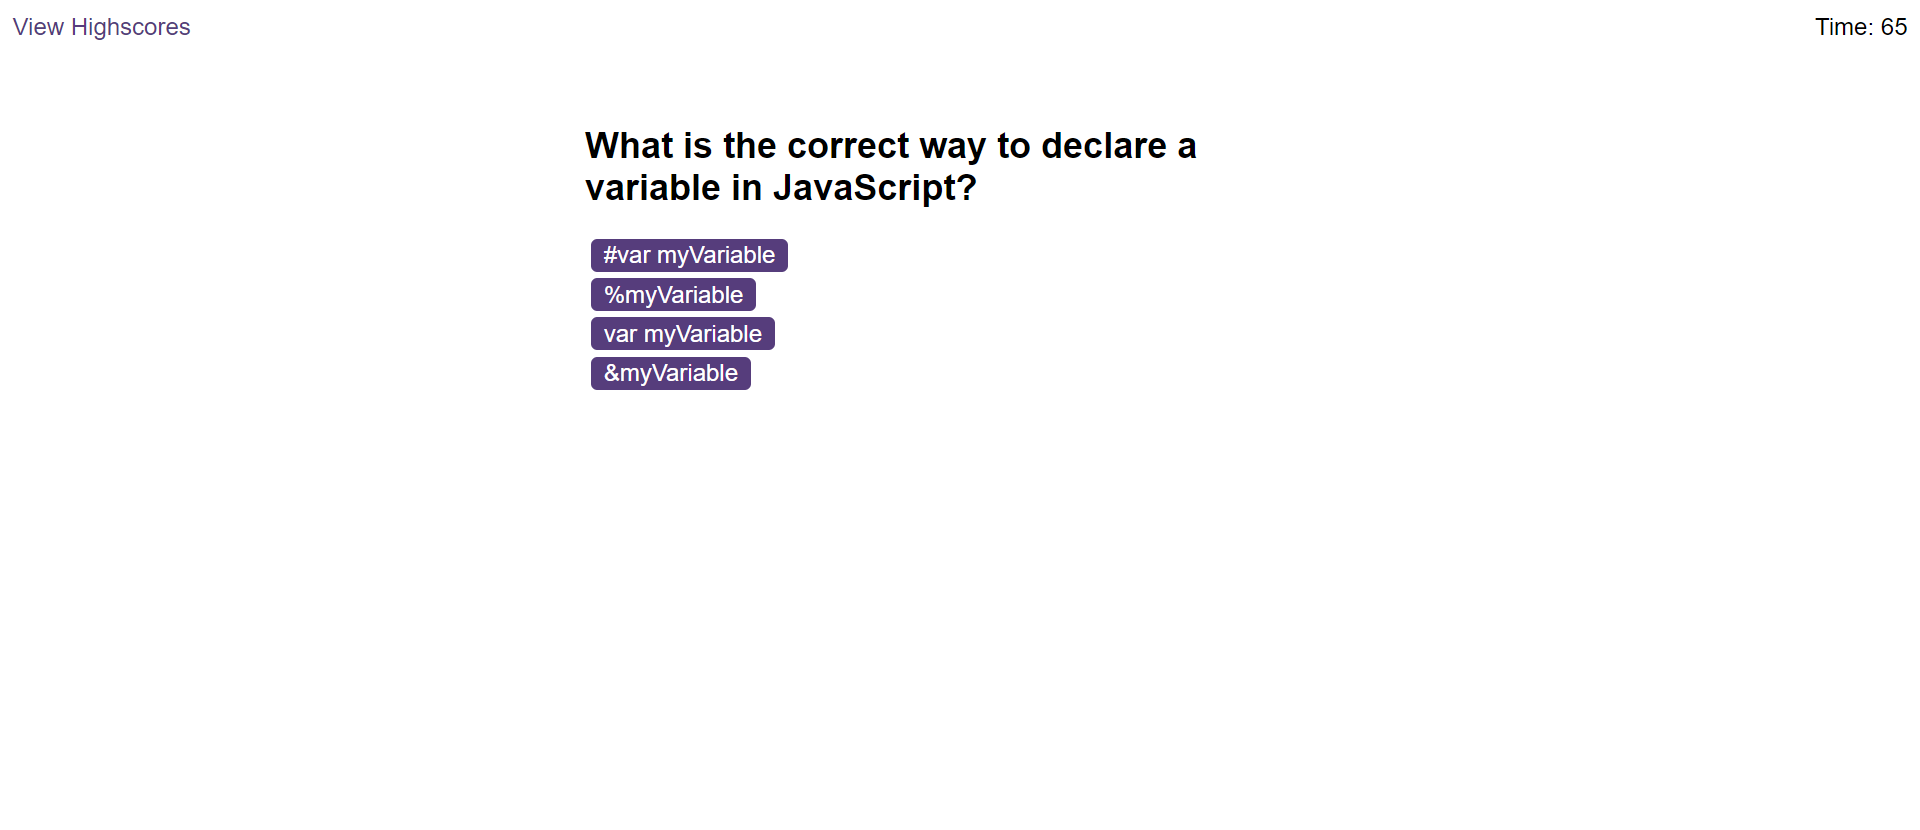 View Highscores
Time: 65
What is the correct way to declare a
variable in JavaScript?
#var myVariable
%myVariable
var myVariable
&myVariable